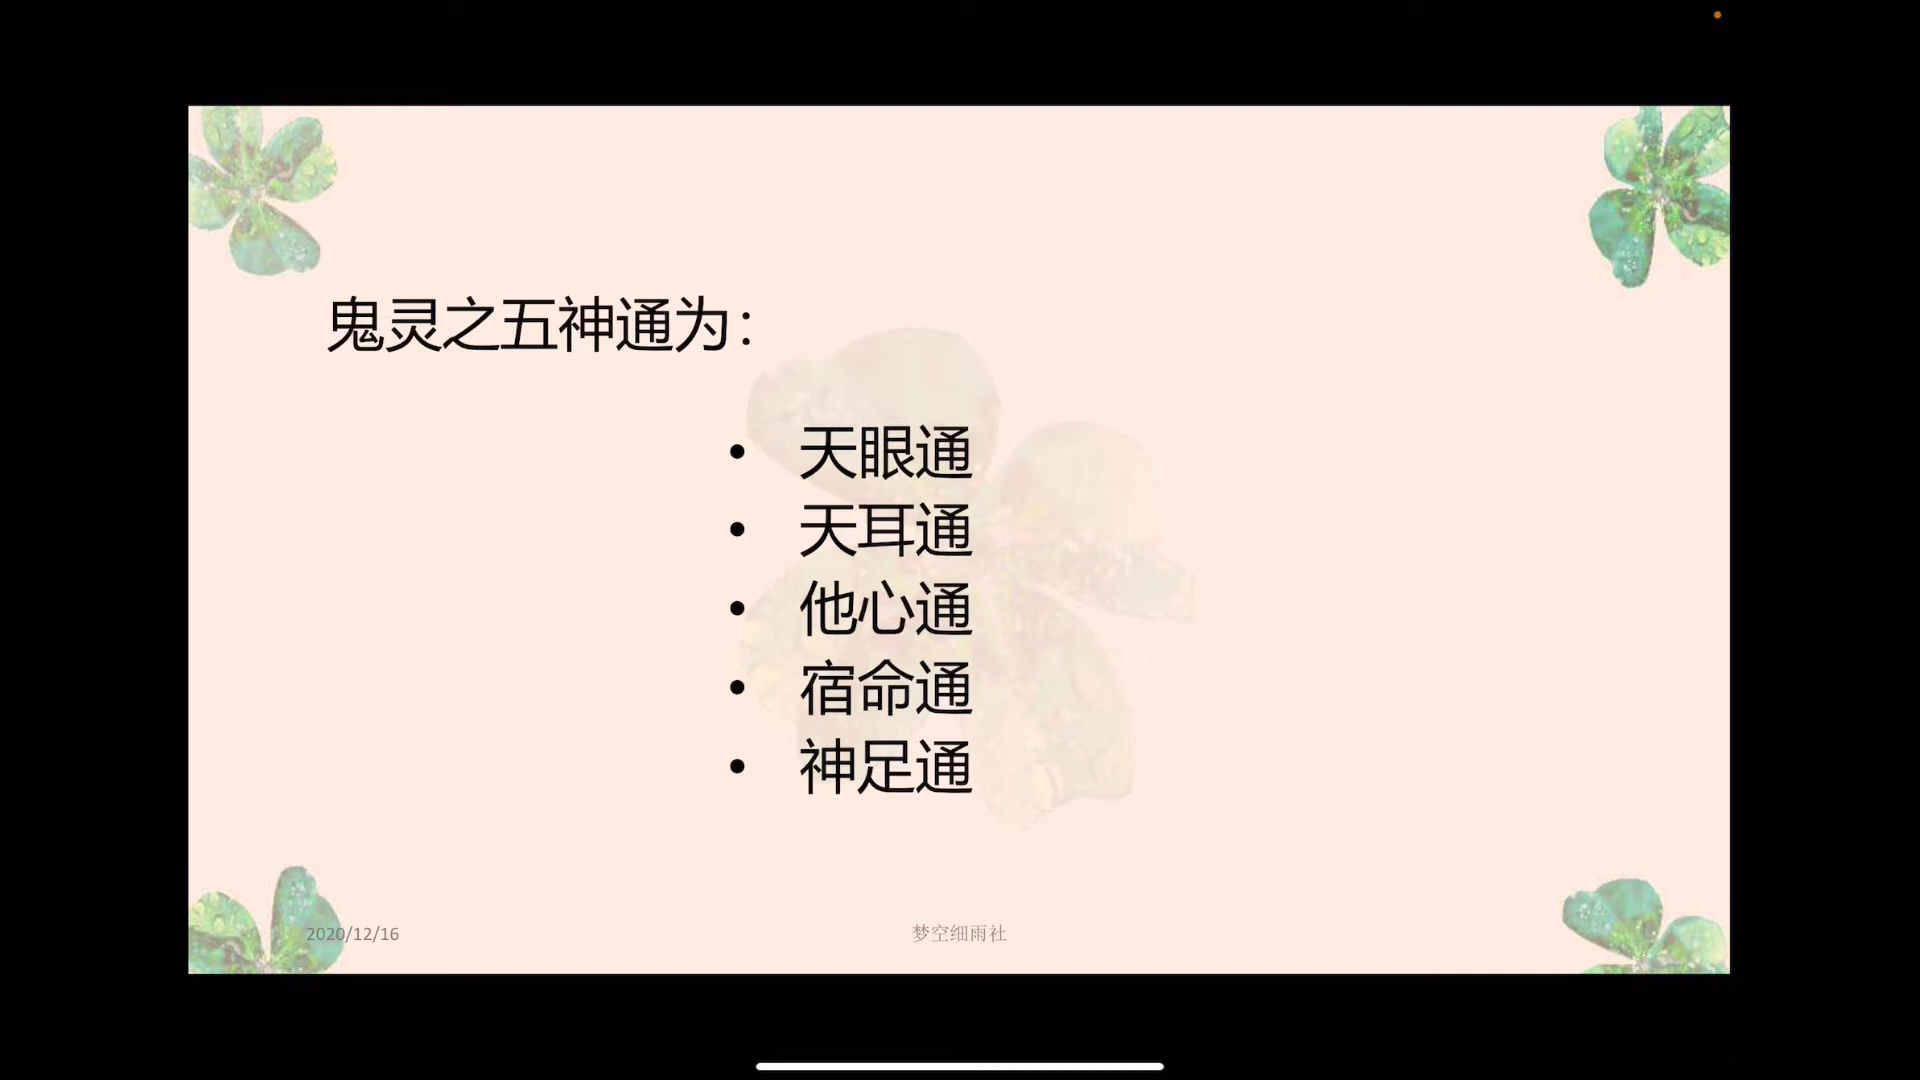 鬼灵之五神通为：
• 天眼通
• 天耳通
• 他心通
• 宿命通
• 神足通
2020/12/16
梦空细雨社